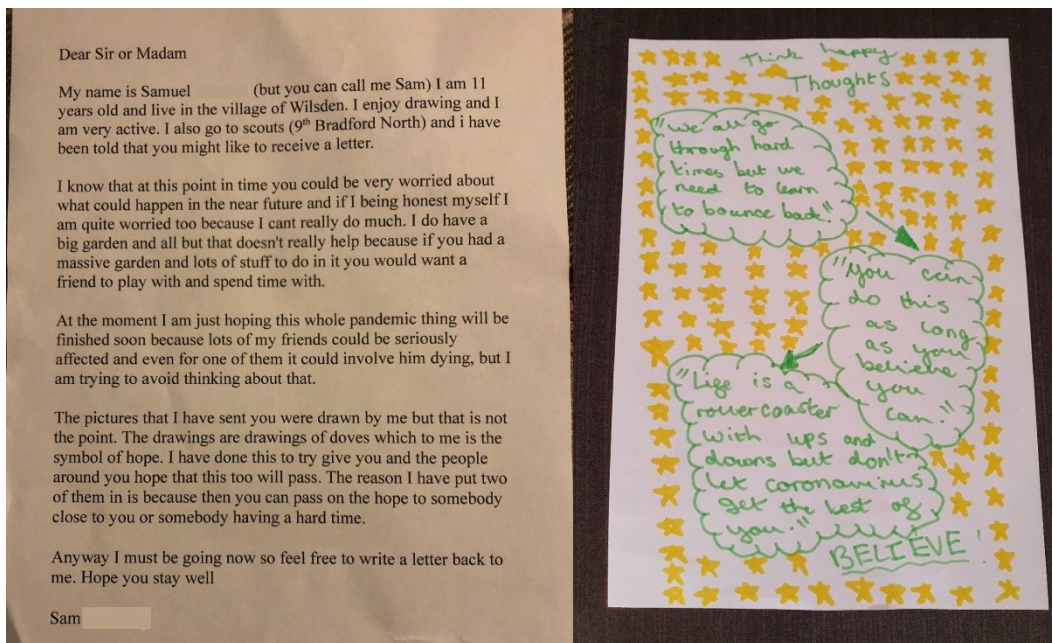 Dear Sir or Madam
My name is Samuel (but you can call me Sam) I am 11
years old and live in the village of Wilsden. I enjoy drawing and I
am very active. I also go to scouts (9th Bradford North) and i have
been told that you might like to receive a letter.
I know that at this point in time you could be very worried about
what could happen in the near future and if I being honest myself I
am quite worried too because I cant really do much. I do have a
big garden and all but that doesn't really help because if you had a
massive garden and lots of stuff to do in it you would want a
friend to play with and spend time with.
At the moment I am just hoping this whole pandemic thing will be
finished soon because lots of my friends could be seriously
affected and even for one of them it could involve him dying, but I
am trying to avoid thinking about that.
The pictures that I have sent you were drawn by me but that is not
the point. The drawings are drawings of doves which to me is the
symbol of hope. I have done this to try give you and the people
around you hope that this too will pass. The reason I have put two
of them in is because then you can pass on the hope to somebody
close to you or somebody having a hard time.
Anyway I must be going now so feel free to write a letter back to
me. Hope you stay well
Sam
Think happy
Thoughts
"We all go
through hard
times but we
need to learn
to bounce back."
"You can
do this
as long
as you
believe
you
can."
"Life is a
rollercoaster
with ups and
downs but don't
let coronavirus
get the best of
you."
BELIEVE!